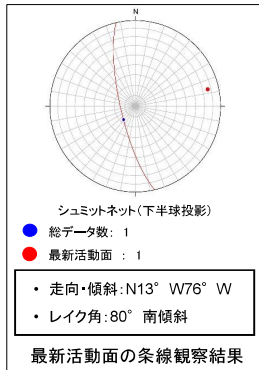 N
シュミットネット(下半球投影)
総データ数: 1
最新活動面 : 1
・ 走向・傾斜:N13° W76° W
・ レイク角:80° 南傾斜
最新活動面の条線観察結果